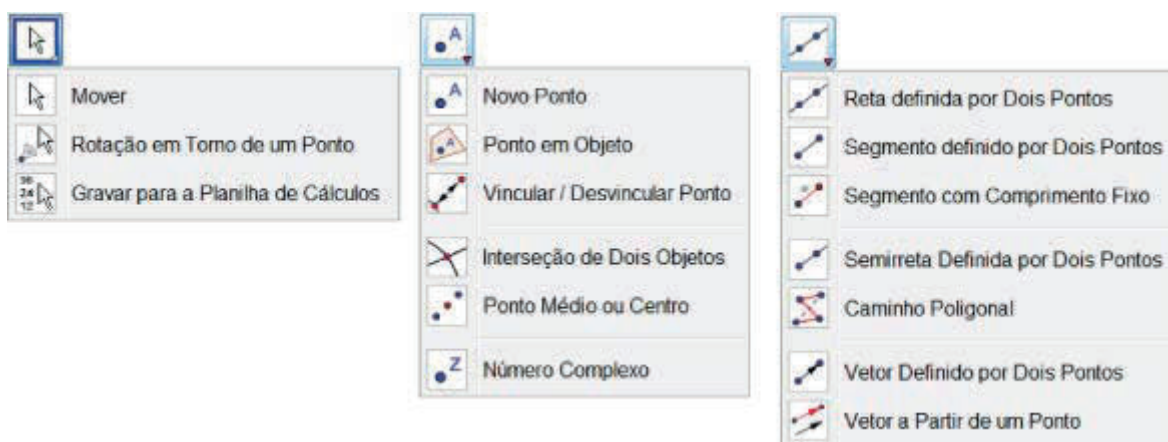 A
Mover
Rotação em Torno de um Ponto
36
24
12
Gravar para a Planilha de Cálculos
A
Novo Ponto
A
Ponto em Objeto
Vincular / Desvincular Ponto
Interseção de Dois Objetos
Ponto Médio ou Centro
Z
Número Complexo
Reta definida por Dois Pontos
Segmento definido por Dois Pontos
Segmento com Comprimento Fixo
Semirreta Definida por Dois Pontos
Caminho Poligonal
Vetor Definido por Dois Pontos
Vetor a Partir de um Ponto